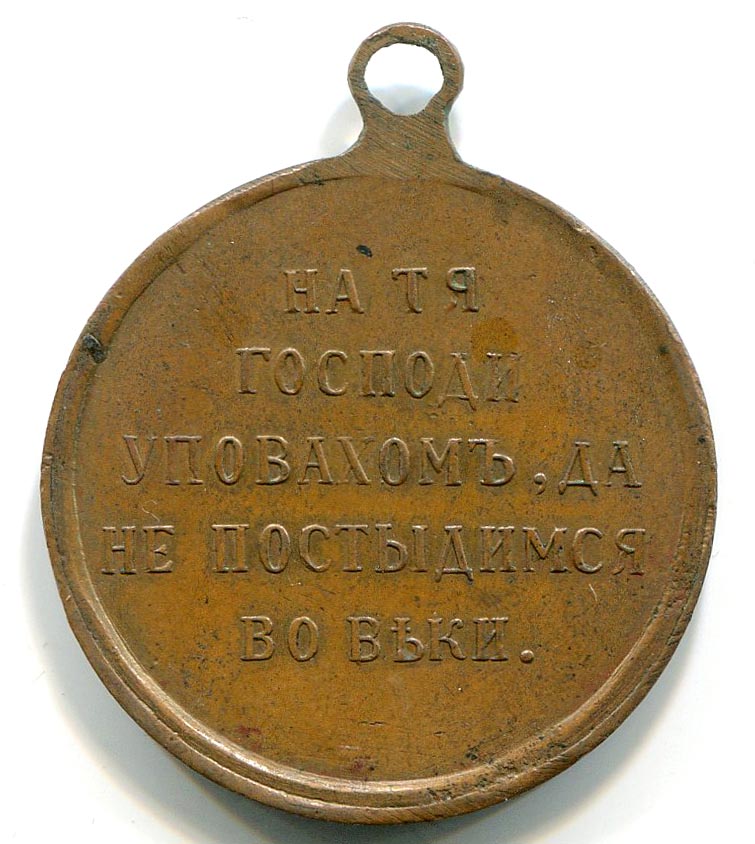 НА ТЯ
ГОСПОДИ
УПОВАХОМЪ, ДА
НЕ ПОСТЫДИМСЯ
ВО ВѢКИ.